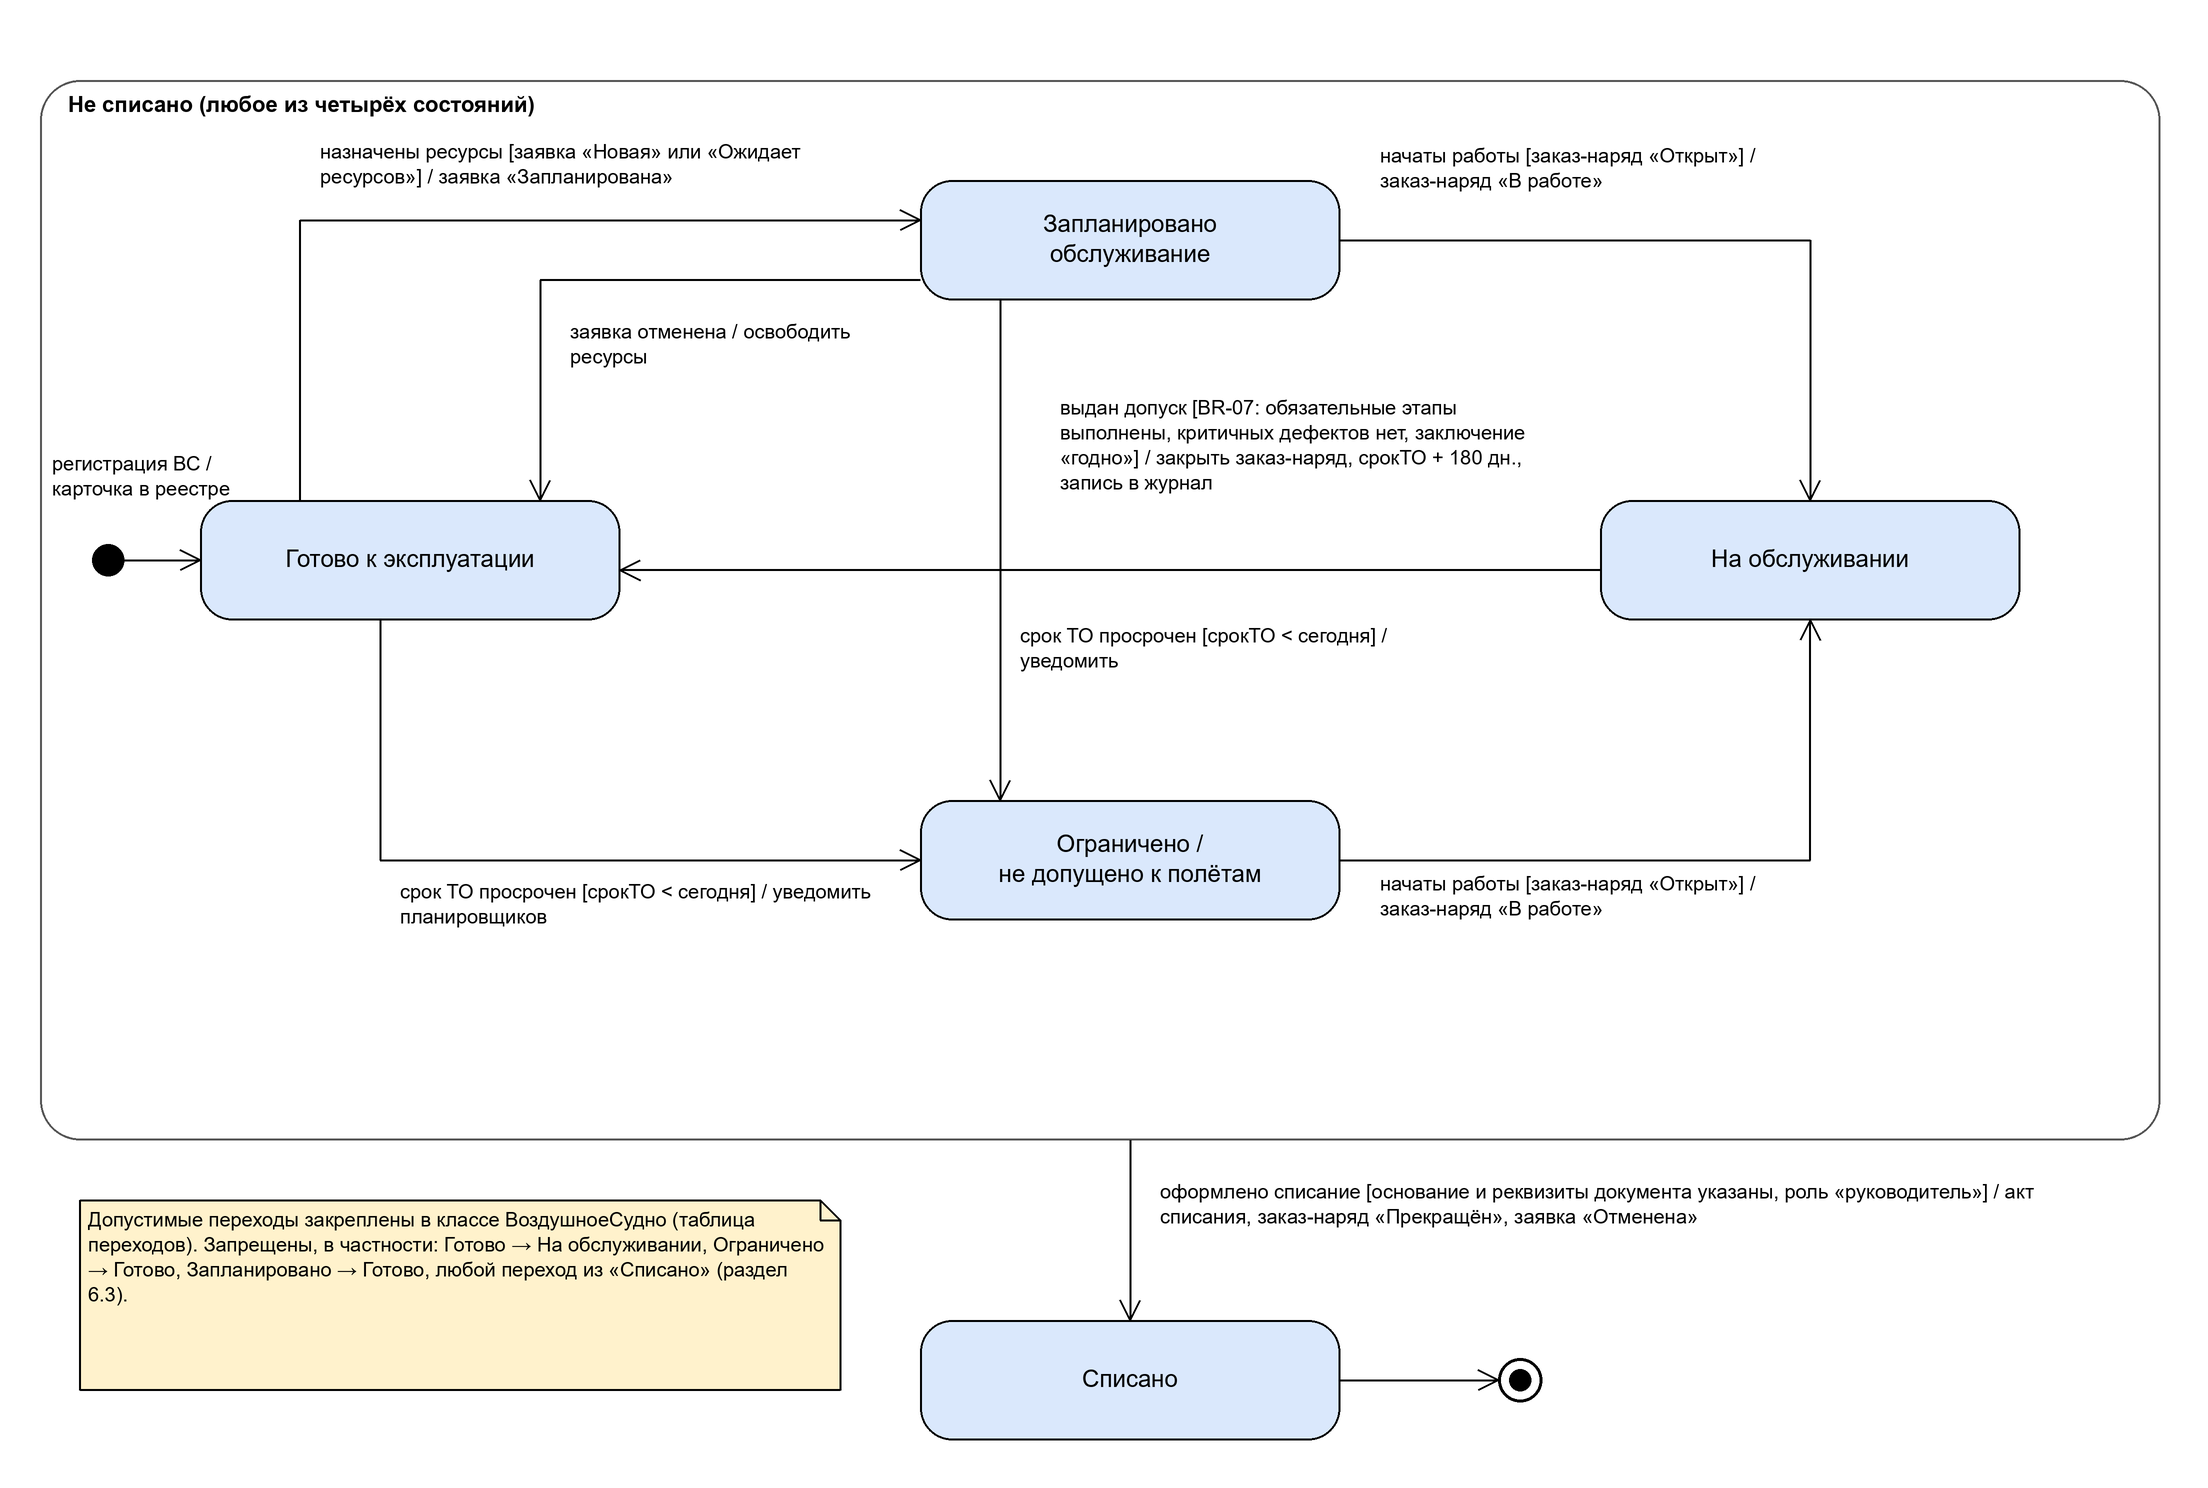 Не списано (любое из четырёх состояний)
назначены ресурсы [заявка «Новая» или «Ожидает
ресурсов»] / заявка «Запланирована»
начаты работы [заказ-наряд «Открыт»] /
заказ-наряд «В работе»
Запланировано
обслуживание
заявка отменена / освободить
ресурсы
выдан допуск [BR-07: обязательные этапы
выполнены, критичных дефектов нет, заключение
«годно»] / закрыть заказ-наряд, срокТО + 180 дн.,
запись в журнал
регистрация ВС /
карточка в реестре
Готово к эксплуатации
На обслуживании
срок ТО просрочен [срокТО < сегодня] /
уведомить
Ограничено /
не допущено к полётам
срок ТО просрочен [срокТО < сегодня] / уведомить
планировщиков
начаты работы [заказ-наряд «Открыт»] /
заказ-наряд «В работе»
оформлено списание [основание и реквизиты документа указаны, роль «руководитель»] / акт
списания, заказ-наряд «Прекращён», заявка «Отменена»
Допустимые переходы закреплены в классе ВоздушноеСудно (таблица
переходов). Запрещены, в частности: Готово → На обслуживании, Ограничено
→ Готово, Запланировано → Готово, любой переход из «Списано» (раздел
6.3).
Списано